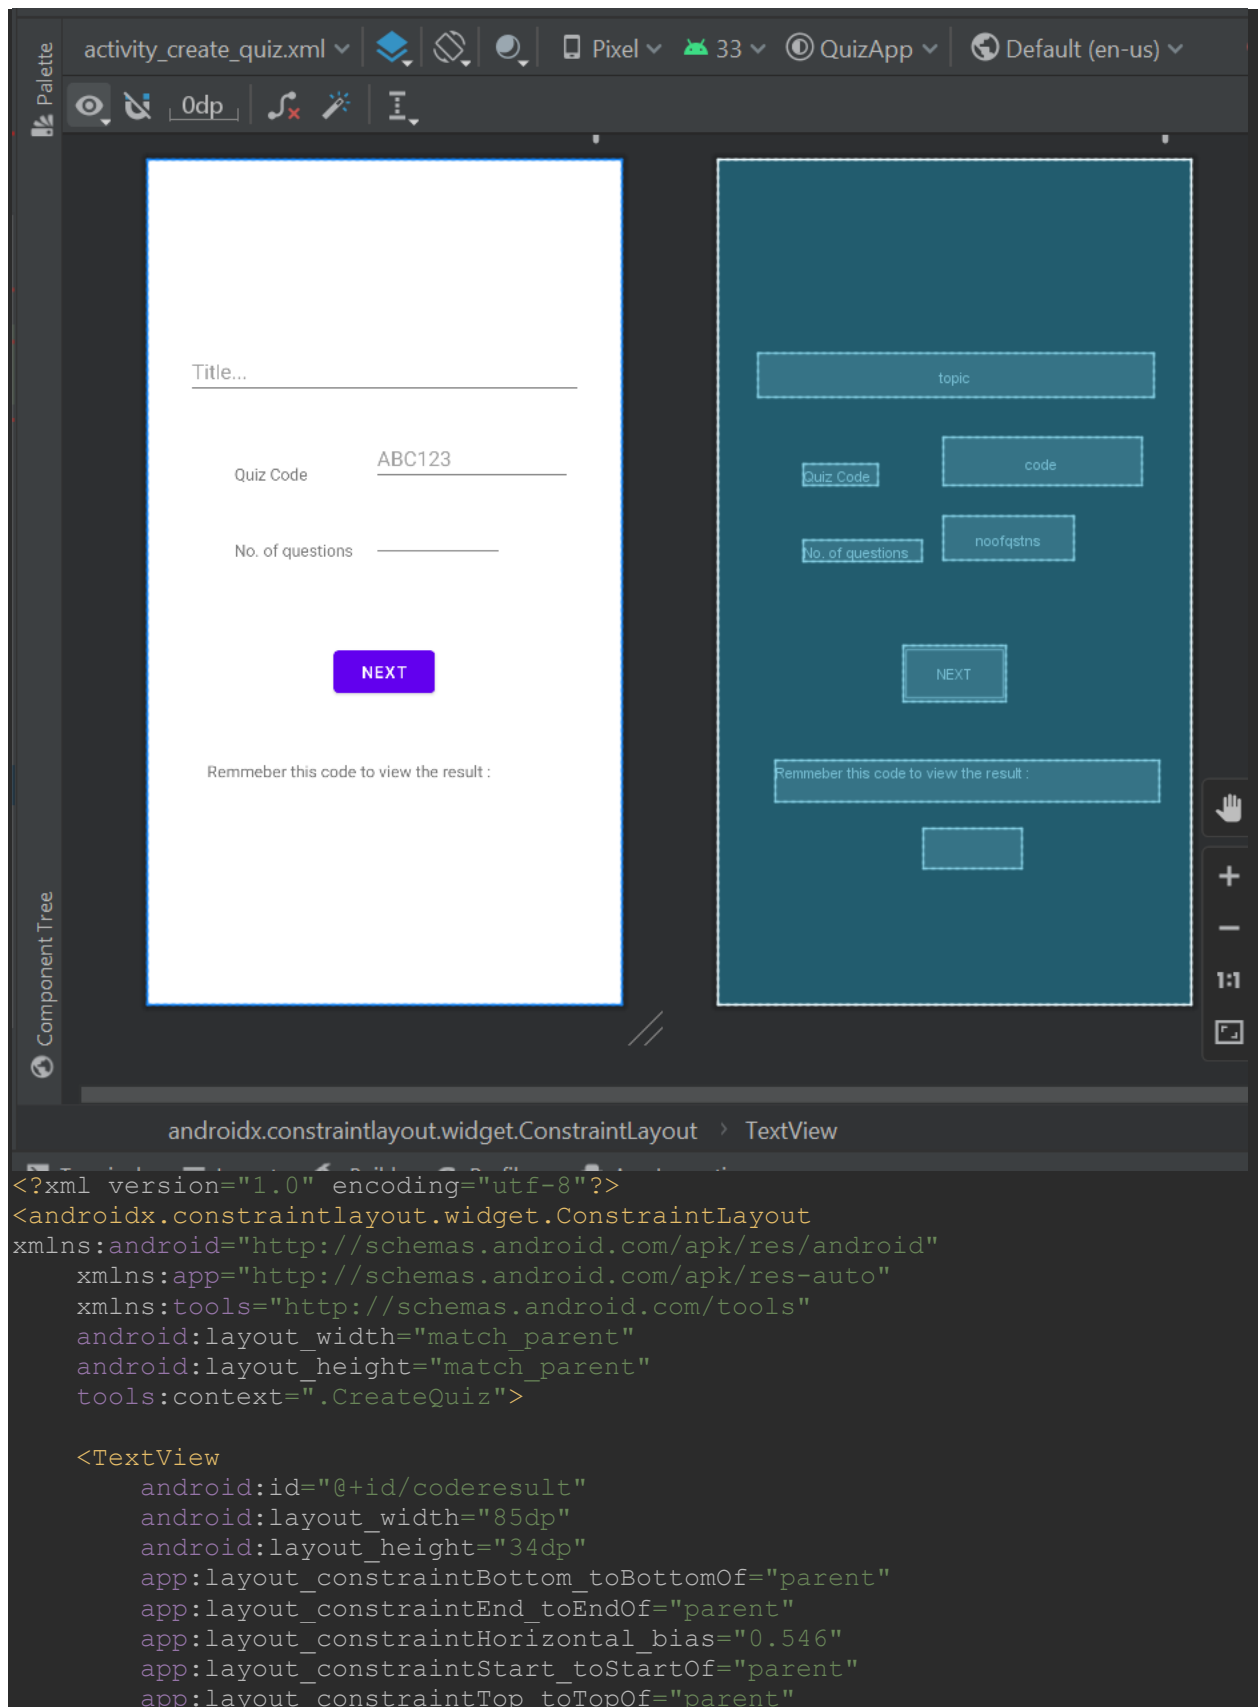 activity_create_quiz.xml
Pixel
33
QuizApp
Default (en-us)
Palette
0dp
Title...
Quiz Code
ABC123
No. of questions
NEXT
Remmeber this code to view the result :
topic
Quiz Code
code
No. of questions
noofqstns
NEXT
Remmeber this code to view the result :
1:1
Component Tree
androidx.constraintlayout.widget.ConstraintLayout > TextView
<?xml version="1.0" encoding="utf-8"?>
<androidx.constraintlayout.widget.ConstraintLayout
xmlns:android="http://schemas.android.com/apk/res/android"
    xmlns:app="http://schemas.android.com/apk/res-auto"
    xmlns:tools="http://schemas.android.com/tools"
    android:layout_width="match_parent"
    android:layout_height="match_parent"
    tools:context=".CreateQuiz">
    <TextView
        android:id="@+id/coderesult"
        android:layout_width="85dp"
        android:layout_height="34dp"
        app:layout_constraintBottom_toBottomOf="parent"
        app:layout_constraintEnd_toEndOf="parent"
        app:layout_constraintHorizontal_bias="0.546"
        app:layout_constraintStart_toStartOf="parent"
        app:layout_constraintTop_toTopOf="parent"